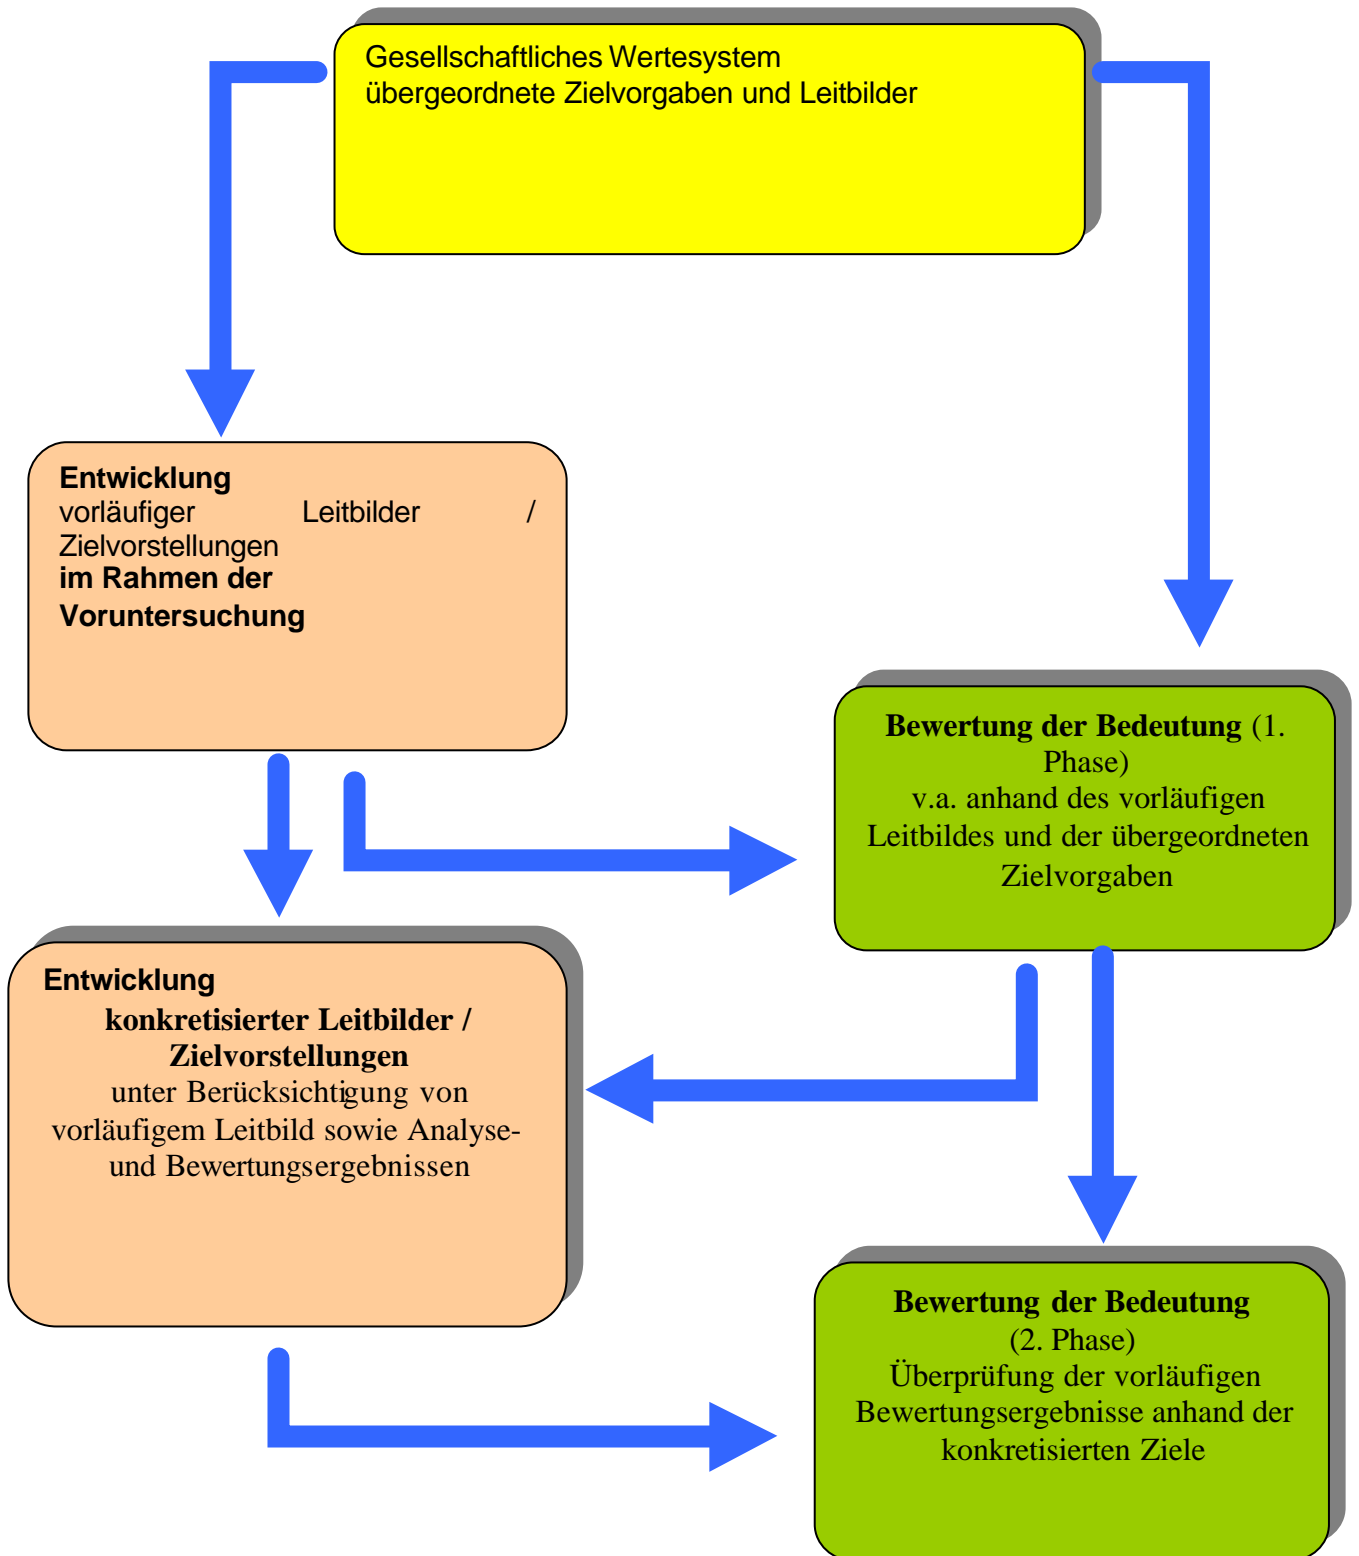 Gesellschaftliches Wertesystem
übergeordnete Zielvorgaben und Leitbilder
Entwicklung
vorläufiger Leitbilder /
Zielvorstellungen
im Rahmen der
Voruntersuchung
Bewertung der Bedeutung (1.
Phase)
v.a. anhand des vorläufigen
Leitbildes und der übergeordneten
Zielvorgaben
Entwicklung
konkretisierter Leitbilder /
Zielvorstellungen
unter Berücksichtigung von
vorläufigem Leitbild sowie Analyse-
und Bewertungsergebnissen
Bewertung der Bedeutung
(2. Phase)
Überprüfung der vorläufigen
Bewertungsergebnisse anhand der
konkretisierten Ziele